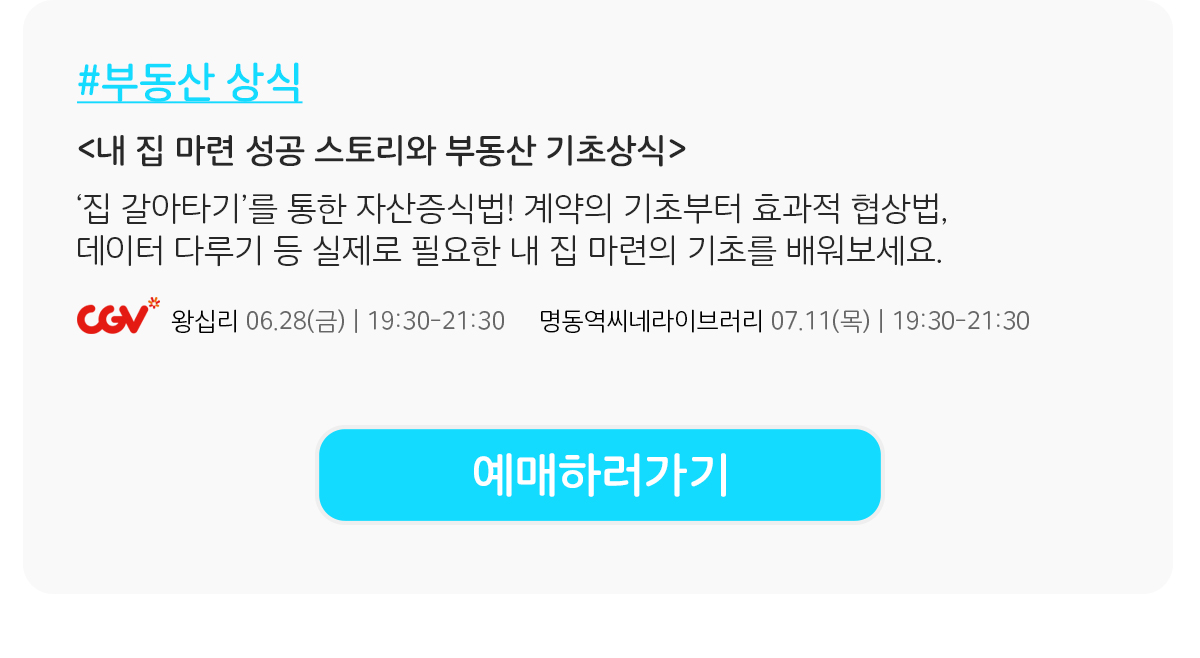 #부동산 상식
<내 집 마련 성공 스토리와 부동산 기초상식>
‘집 갈아타기’를 통한 자산증식법! 계약의 기초부터 효과적 협상법,
데이터 다루기 등 실제로 필요한 내 집 마련의 기초를 배워보세요.
CGV 왕십리 06.28(금) | 19:30-21:30 명동역씨네라이브러리 07.11(목) | 19:30-21:30
예매하러가기